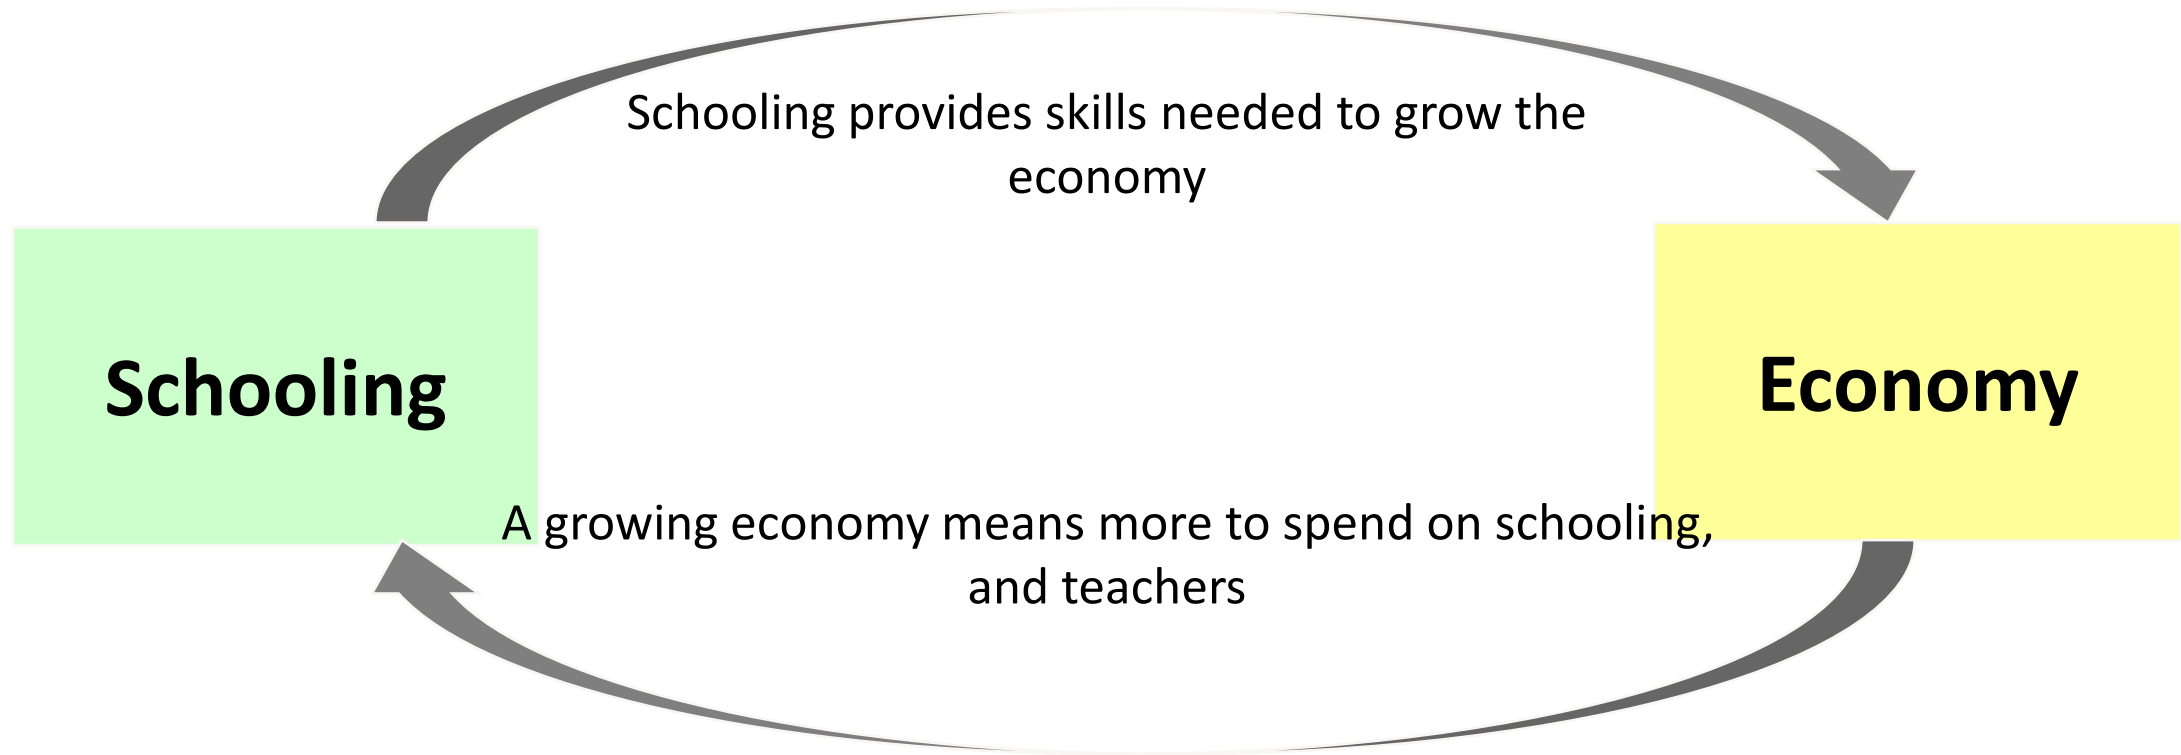 Schooling provides skills needed to grow the
economy
Schooling
Economy
A growing economy means more to spend on schooling,
and teachers